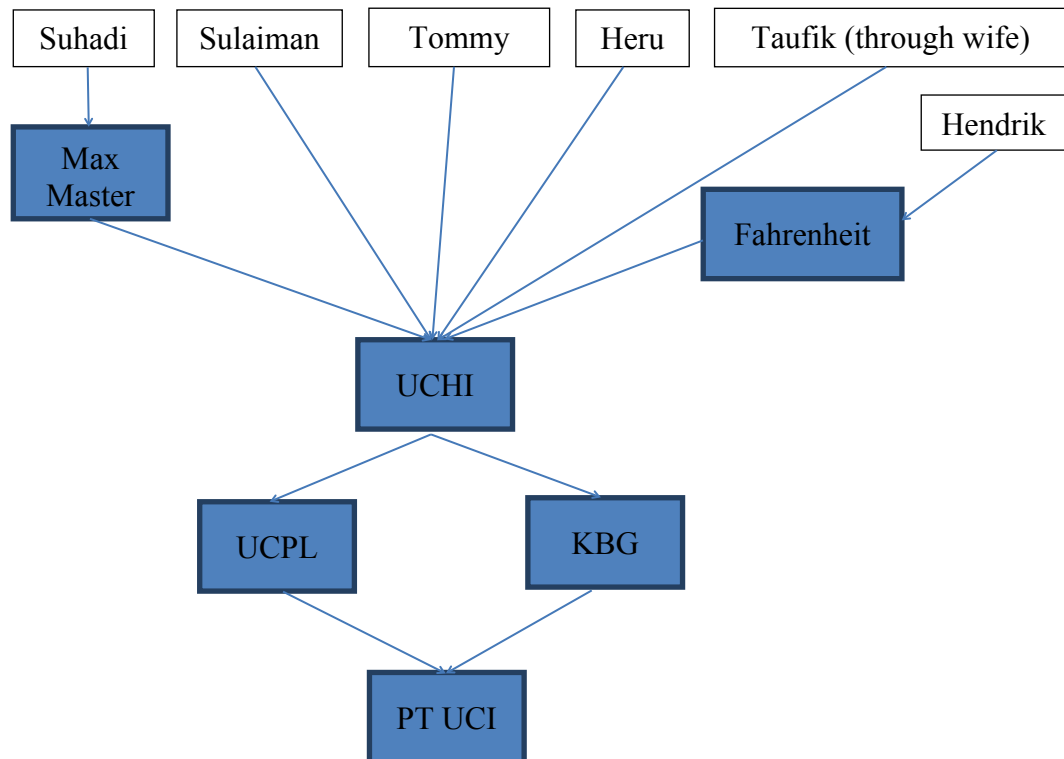 Suhadi
Sulaiman
Tommy
Heru
Taufik (through wife)
Hendrik
Max
Master
Fahrenheit
UCHI
UCPL
KBG
PT UCI